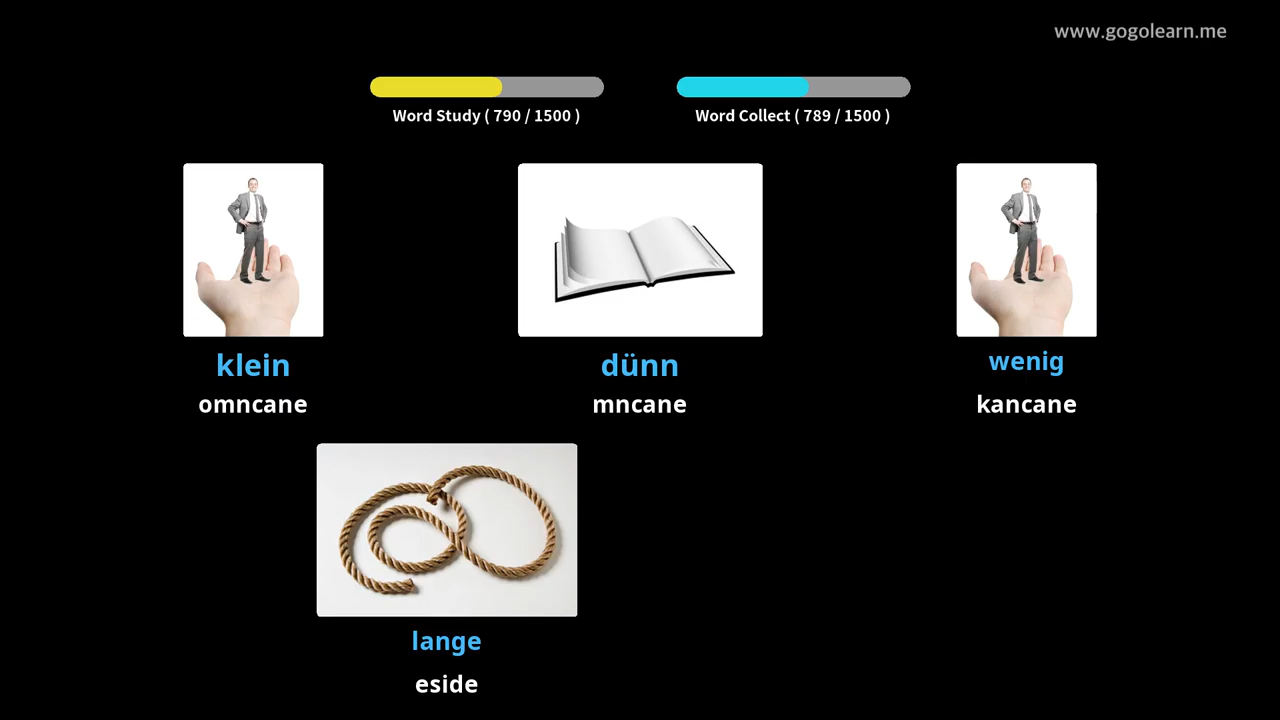 www.gogolearn.me
Word Study ( 790 / 1500 )
Word Collect ( 789 / 1500 )
klein
omncane
dünn
mncane
wenig
kancane
lange
eside